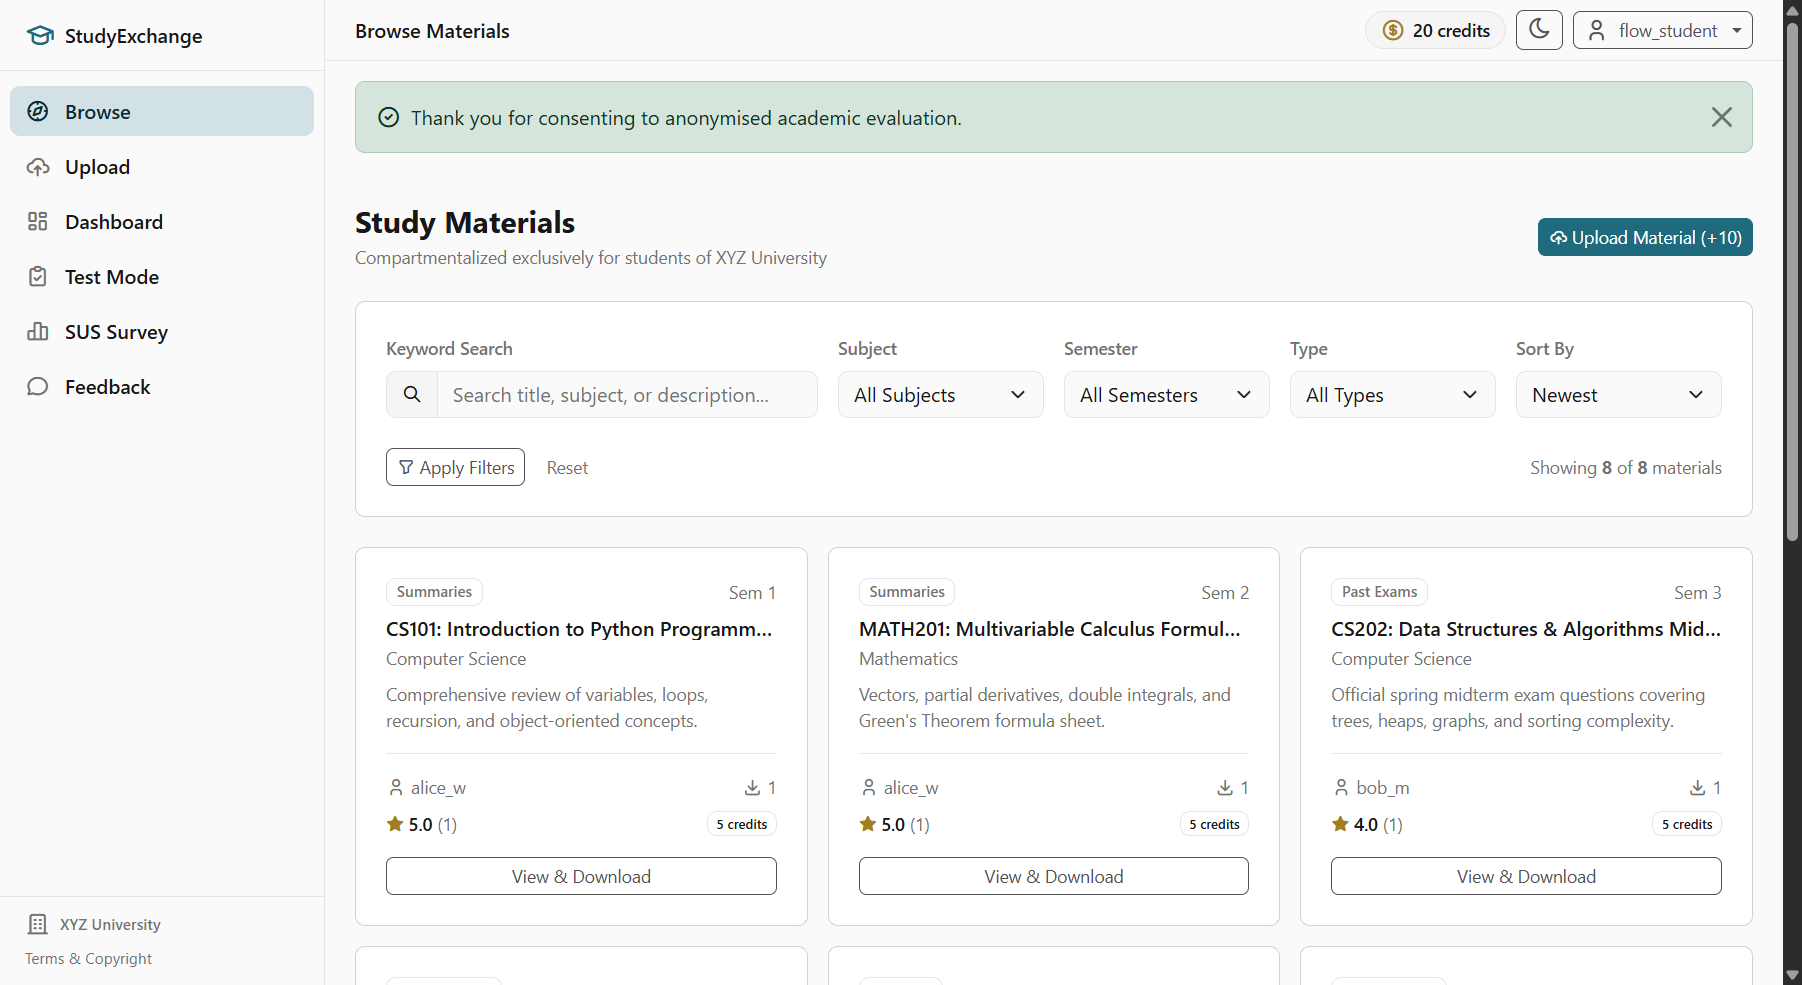 StudyExchange
Browse
Upload
Dashboard
Test Mode
SUS Survey
Feedback
XYZ University
Terms & Copyright
Browse Materials
20 credits
flow_student
Thank you for consenting to anonymised academic evaluation.
Study Materials
Compartmentalized exclusively for students of XYZ University
Upload Material (+10)
Keyword Search
Search title, subject, or description...
Subject
All Subjects
Semester
All Semesters
Type
All Types
Sort By
Newest
Apply Filters
Reset
Showing 8 of 8 materials
Summaries
Sem 1
CS101: Introduction to Python Programm...
Computer Science
Comprehensive review of variables, loops,
recursion, and object-oriented concepts.
alice_w
1
5.0 (1)
5 credits
View & Download
Summaries
Sem 2
MATH201: Multivariable Calculus Formul...
Mathematics
Vectors, partial derivatives, double integrals, and
Green's Theorem formula sheet.
alice_w
1
5.0 (1)
5 credits
View & Download
Past Exams
Sem 3
CS202: Data Structures & Algorithms Mid...
Computer Science
Official spring midterm exam questions covering
trees, heaps, graphs, and sorting complexity.
bob_m
1
4.0 (1)
5 credits
View & Download